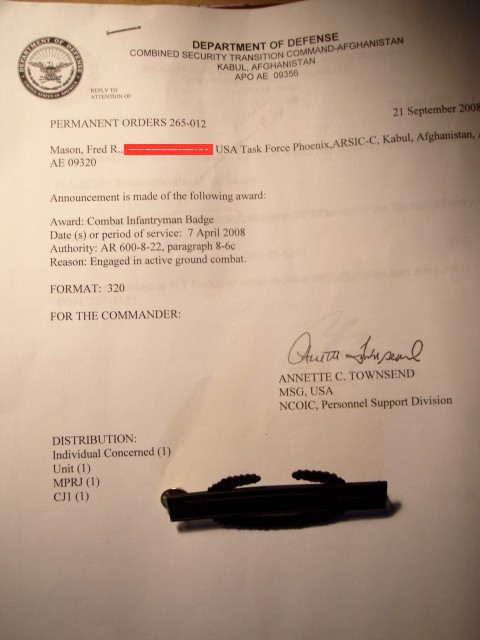 DEPARTMENT OF DEFENSE
COMBINED SECURITY TRANSITION COMMAND-AFGHANISTAN
KABUL, AFGHANISTAN
APO AE 09356
REPLY TO
ATTENTION OF
21 September 2008
PERMANENT ORDERS 265-012
Mason, Fred R., USA Task Force Phoenix,ARSIC-C, Kabul, Afghanistan,
AE 09320
Announcement is made of the following award:
Award: Combat Infantryman Badge
Date (s) or period of service: 7 April 2008
Authority: AR 600-8-22, paragraph 8-6c
Reason: Engaged in active ground combat.
FORMAT: 320
FOR THE COMMANDER:
Annette Townsend
ANNETTE C. TOWNSEND
MSG, USA
NCOIC, Personnel Support Division
DISTRIBUTION:
Individual Concerned (1)
Unit (1)
MPRJ (1)
CJ1 (1)